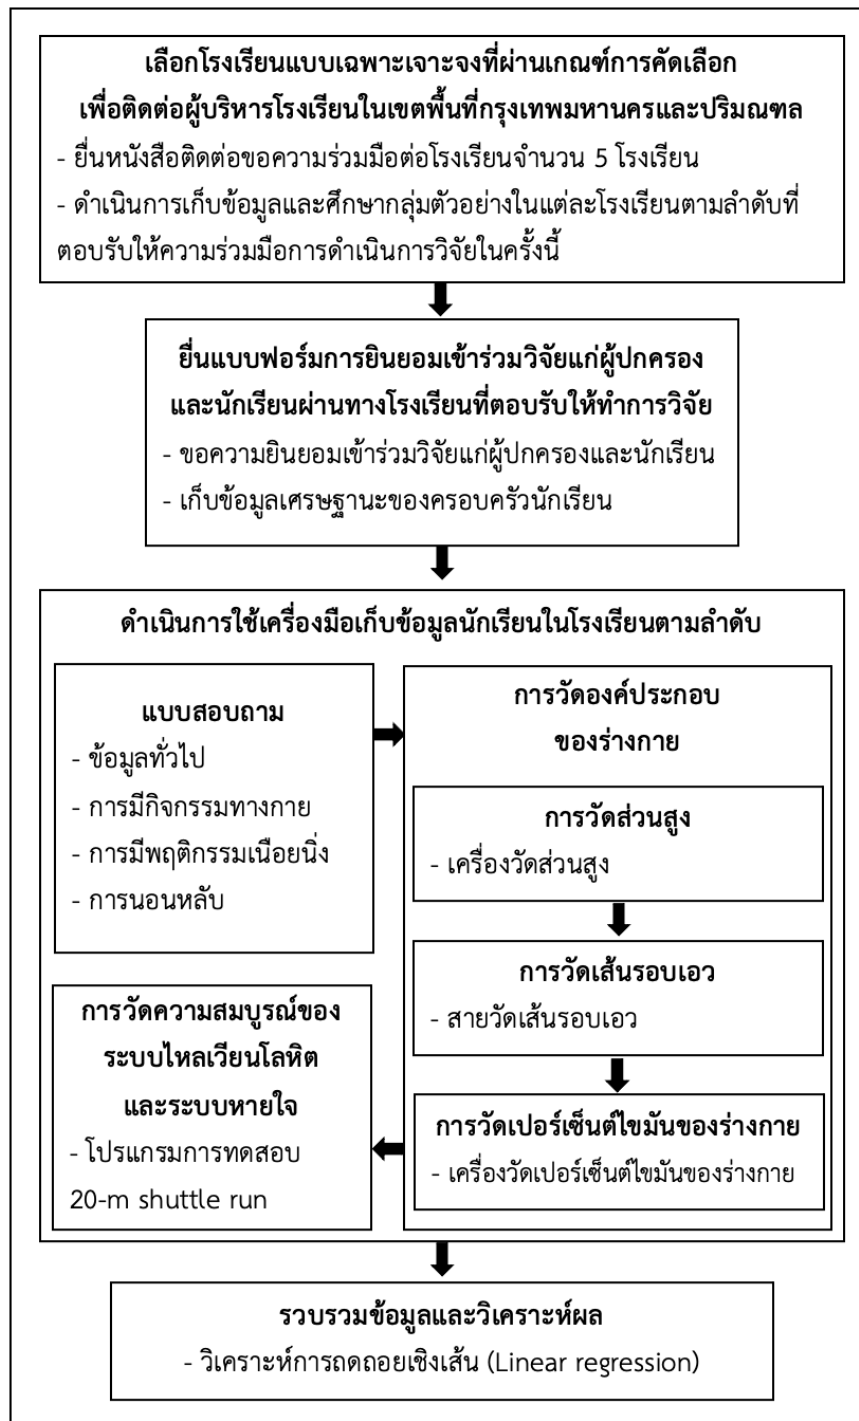 เลือกโรงเรียนแบบเฉพาะเจาะจงที่ผ่านเกณฑ์การคัดเลือก
เพื่อติดต่อผู้บริหารโรงเรียนในเขตพื้นที่กรุงเทพมหานครและปริมณฑล
- ยื่นหนังสือติดต่อขอความร่วมมือต่อโรงเรียนจำนวน 5 โรงเรียน
- ดำเนินการเก็บข้อมูลและศึกษากลุ่มตัวอย่างในแต่ละโรงเรียนตามลำดับที่
ตอบรับให้ความร่วมมือการดำเนินการวิจัยในครั้งนี้
ยื่นแบบฟอร์มการยินยอมเข้าร่วมวิจัยแก่ผู้ปกครอง
และนักเรียนผ่านทางโรงเรียนที่ตอบรับให้ทำการวิจัย
- ขอความยินยอมเข้าร่วมวิจัยแก่ผู้ปกครองและนักเรียน
- เก็บข้อมูลเศรษฐานะของครอบครัวนักเรียน
ดำเนินการใช้เครื่องมือเก็บข้อมูลนักเรียนในโรงเรียนตามลำดับ
แบบสอบถาม
- ข้อมูลทั่วไป
- การมีกิจกรรมทางกาย
- การมีพฤติกรรมเนือยนิ่ง
- การนอนหลับ
การวัดองค์ประกอบ
ของร่างกาย
การวัดส่วนสูง
- เครื่องวัดส่วนสูง
การวัดเส้นรอบเอว
- สายวัดเส้นรอบเอว
การวัดเปอร์เซ็นต์ไขมันของร่างกาย
- เครื่องวัดเปอร์เซ็นต์ไขมันของร่างกาย
การวัดความสมบูรณ์ของ
ระบบไหลเวียนโลหิต
และระบบหายใจ
- โปรแกรมการทดสอบ
20-m shuttle run
รวบรวมข้อมูลและวิเคราะห์ผล
- วิเคราะห์การถดถอยเชิงเส้น (Linear regression)